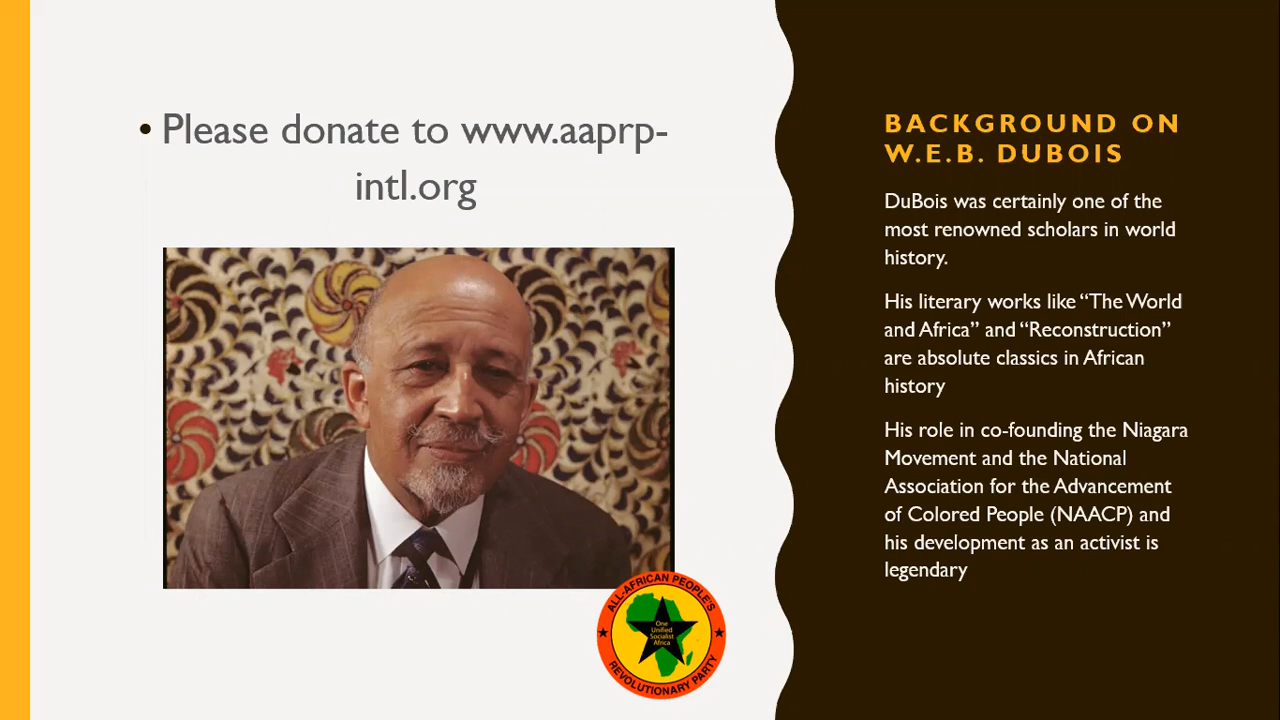 • Please donate to www.aaprp-
intl.org
BACKGROUND ON
W.E.B. DUBOIS
DuBois was certainly one of the
most renowned scholars in world
history.
His literary works like “The World
and Africa” and “Reconstruction”
are absolute classics in African
history
His role in co-founding the Niagara
Movement and the National
Association for the Advancement
of Colored People (NAACP) and
his development as an activist is
legendary
ALL-AFRICAN PEOPLE'S
One
Unified
Socialist
Africa
REVOLUTIONARY PARTY